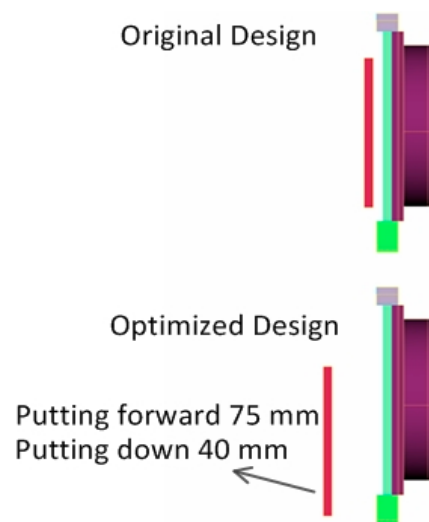 Original Design
Optimized Design
Putting forward 75 mm
Putting down 40 mm